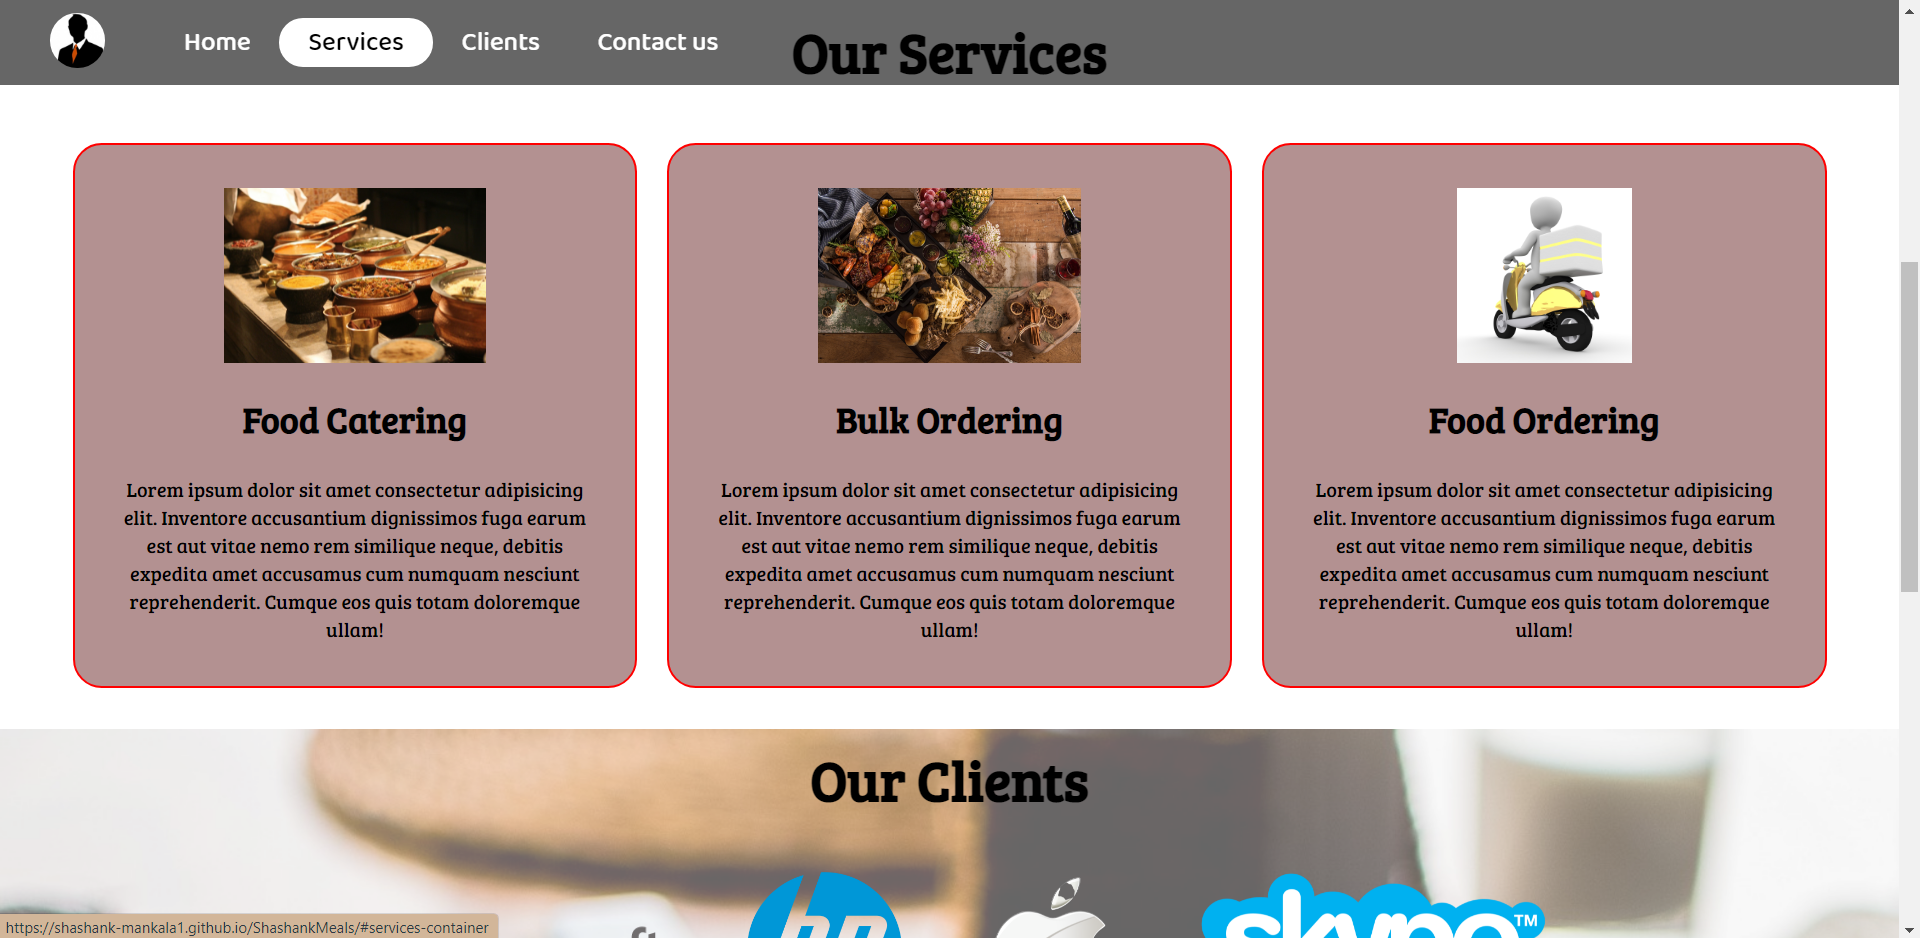 Home Services Clients Contact us
Our Services
Food Catering
Lorem ipsum dolor sit amet consectetur adipisicing
elit. Inventore accusantium dignissimos fuga earum
est aut vitae nemo rem similique neque, debitis
expedita amet accusamus cum numquam nesciunt
reprehenderit. Cumque eos quis totam doloremque
ullam!
Bulk Ordering
Lorem ipsum dolor sit amet consectetur adipisicing
elit. Inventore accusantium dignissimos fuga earum
est aut vitae nemo rem similique neque, debitis
expedita amet accusamus cum numquam nesciunt
reprehenderit. Cumque eos quis totam doloremque
ullam!
Food Ordering
Lorem ipsum dolor sit amet consectetur adipisicing
elit. Inventore accusantium dignissimos fuga earum
est aut vitae nemo rem similique neque, debitis
expedita amet accusamus cum numquam nesciunt
reprehenderit. Cumque eos quis totam doloremque
ullam!
Our Clients
hp
skype TM
https://shashank-mankala1.github.io/ShashankMeals/#services-container